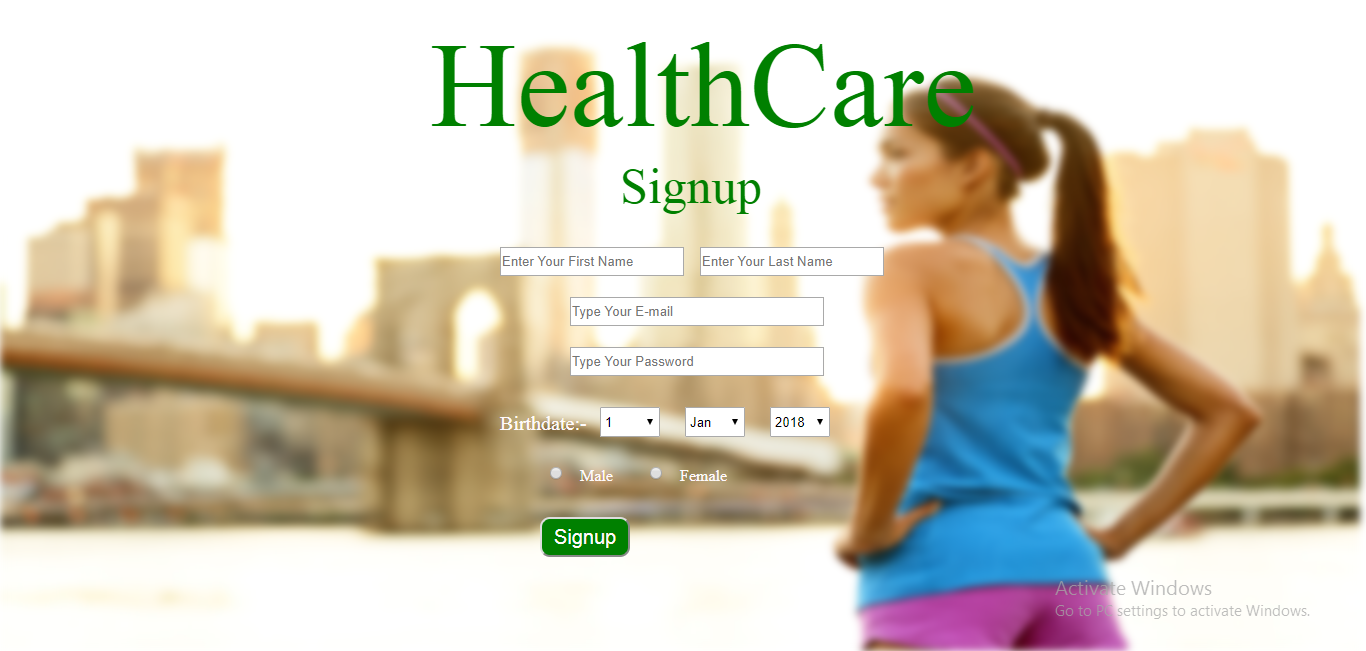 HealthCare
Signup
Enter Your First Name Enter Your Last Name
Type Your E-mail
Type Your Password
Birthdate:- 1 Jan 2018
Male Female
Signup
Activate Windows
Go to PC settings to activate Windows.